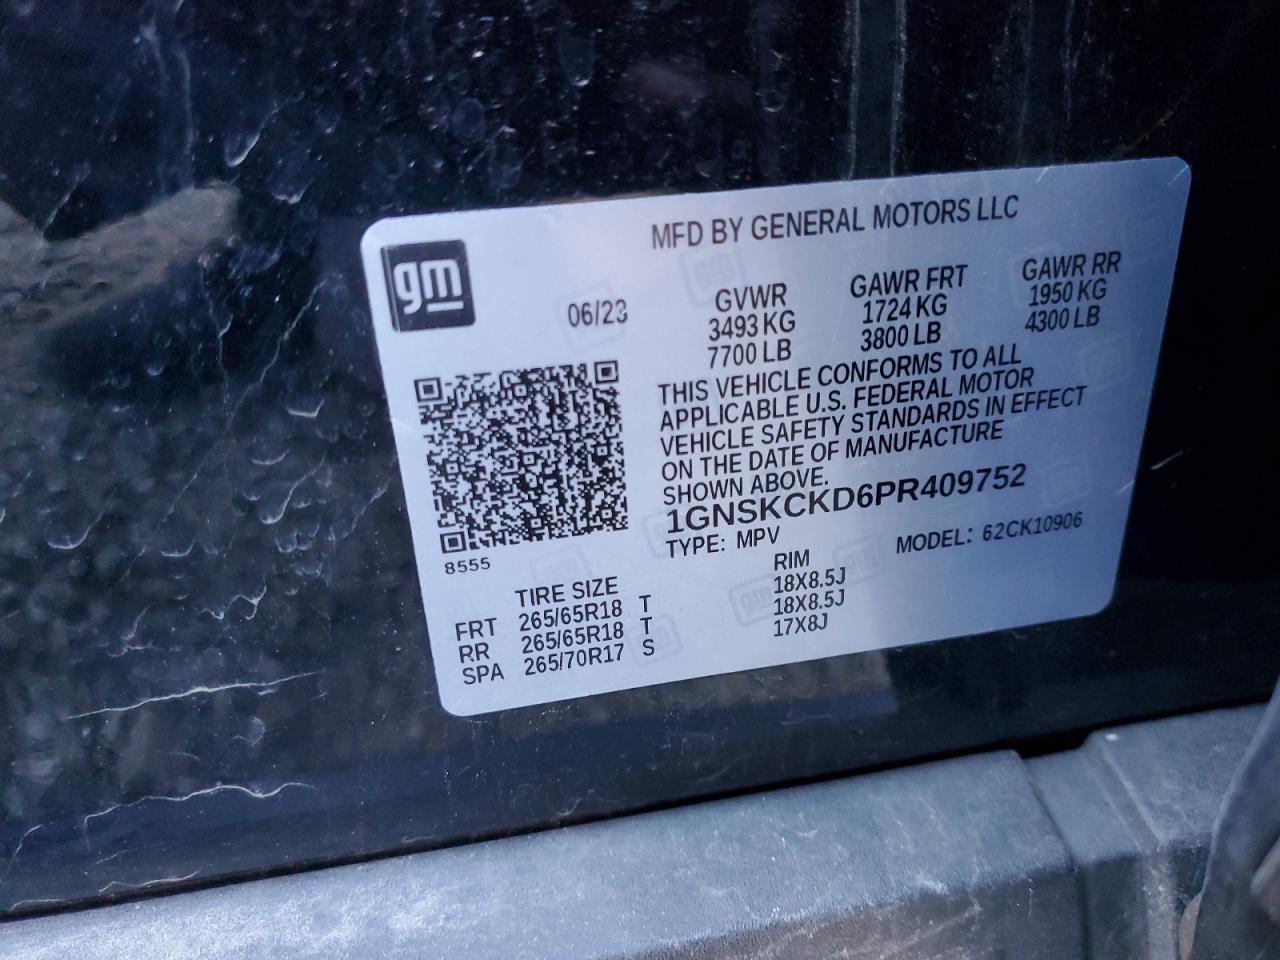 MFD BY GENERAL MOTORS LLC
gm
06/23
GVWR GAWR FRT GAWR RR
3493 KG 1724 KG 1950 KG
7700 LB 3800 LB 4300 LB
THIS VEHICLE CONFORMS TO ALL
APPLICABLE U.S. FEDERAL MOTOR
VEHICLE SAFETY STANDARDS IN EFFECT
ON THE DATE OF MANUFACTURE
SHOWN ABOVE.
1GNSKCKD6PR409752
TYPE: MPV MODEL: 62CK10906
8555
TIRE SIZE RIM
FRT 265/65R18 T 18X8.5J
RR 265/65R18 T 18X8.5J
SPA 265/70R17 S 17X8J